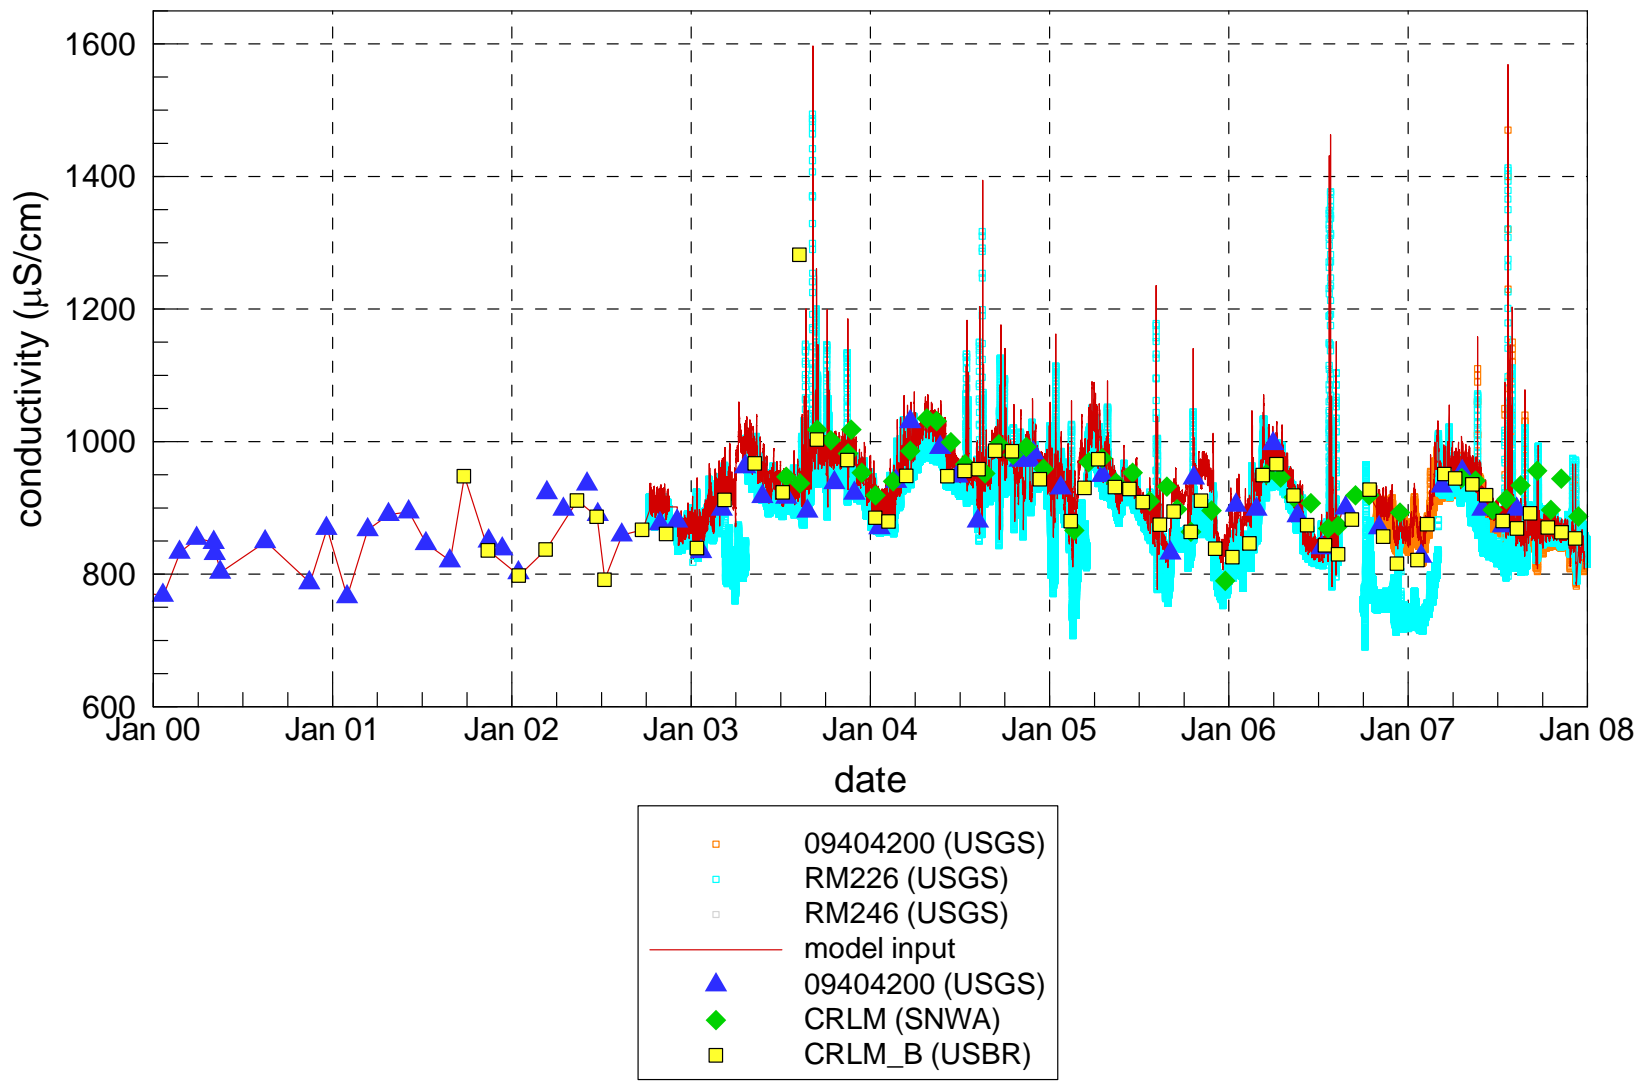 conductivity (µS/cm)
1600
1400
1200
1000
800
600
Jan 00 Jan 01 Jan 02 Jan 03 Jan 04 Jan 05 Jan 06 Jan 07 Jan 08
date
09404200 (USGS)
RM226 (USGS)
RM246 (USGS)
model input
09404200 (USGS)
CRLM (SNWA)
CRLM_B (USBR)